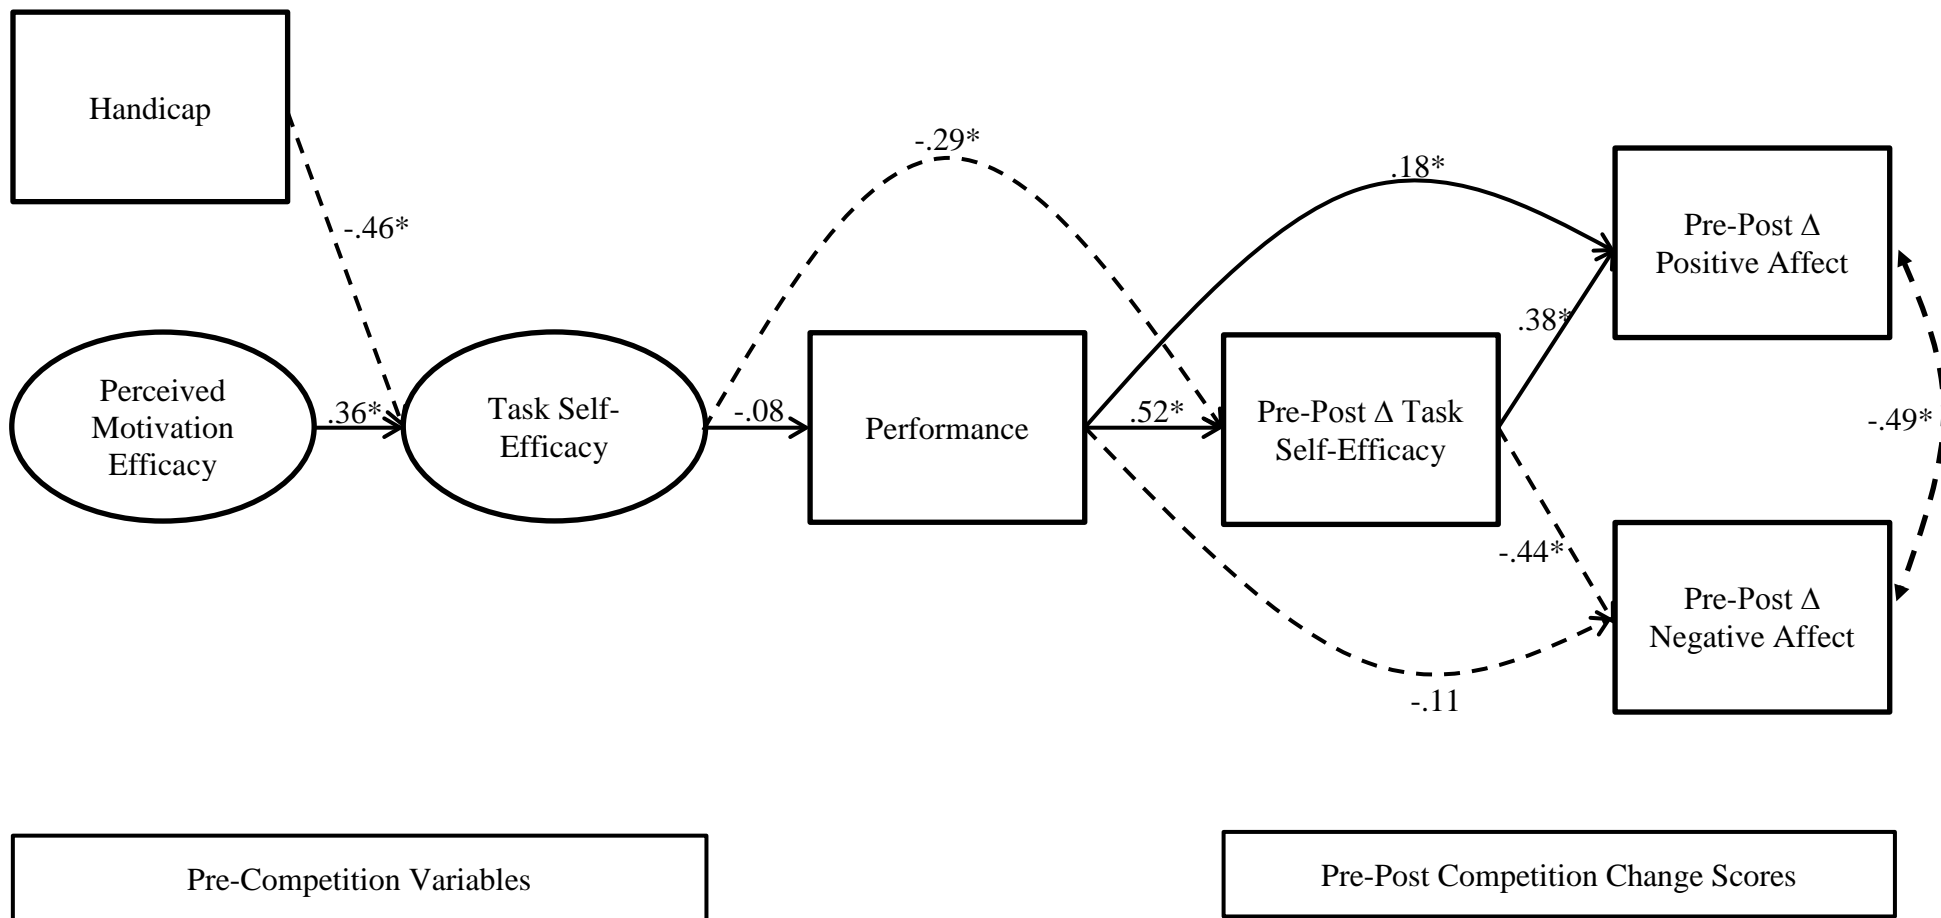 Handicap
-.46*
-.29*
.18*
Pre-Post Δ
Positive Affect
Perceived
Motivation
Efficacy
.36*
Task Self-
Efficacy
-.08
Performance
.52*
Pre-Post Δ Task
Self-Efficacy
.38*
-.49*
-.44*
-.11
Pre-Post Δ
Negative Affect
Pre-Competition Variables
Pre-Post Competition Change Scores